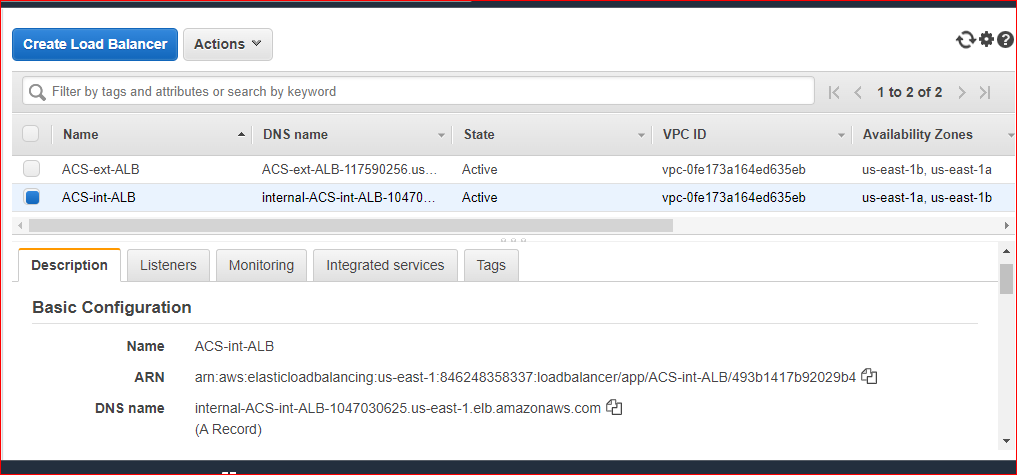 Create Load Balancer Actions
Filter by tags and attributes or search by keyword 1 to 2 of 2
Name DNS name State VPC ID Availability Zones
ACS-ext-ALB ACS-ext-ALB-117590256.us... Active vpc-0fe173a164ed635eb us-east-1b, us-east-1a
ACS-int-ALB internal-ACS-int-ALB-10470... Active vpc-0fe173a164ed635eb us-east-1a, us-east-1b
Description Listeners Monitoring Integrated services Tags
Basic Configuration
Name ACS-int-ALB
ARN arn:aws:elasticloadbalancing:us-east-1:846248358337:loadbalancer/app/ACS-int-ALB/493b1417b92029b4
DNS name internal-ACS-int-ALB-1047030625.us-east-1.elb.amazonaws.com
(A Record)